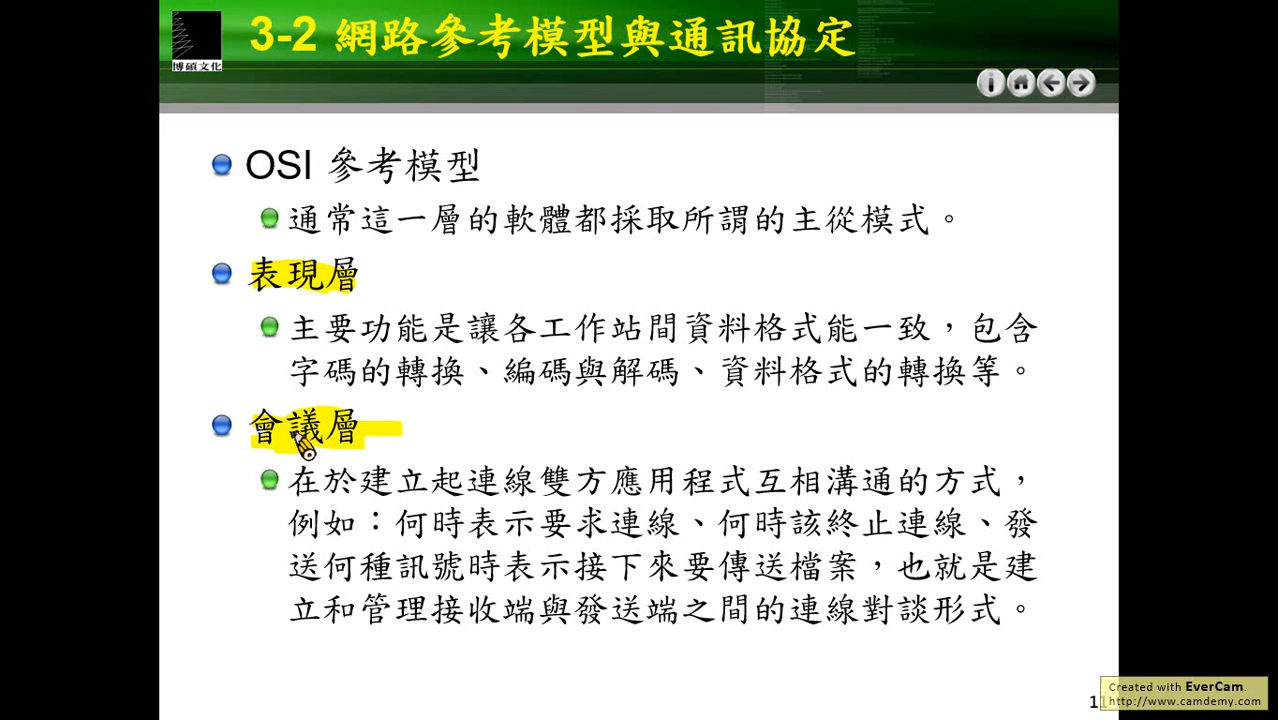 3-2 網路參考模型與通訊協定
博碩文化
OSI 參考模型
通常這一層的軟體都採取所謂的主從模式。
表現層
主要功能是讓各工作站間資料格式能一致，包含
字碼的轉換、編碼與解碼、資料格式的轉換等。
會議層
在於建立起連線雙方應用程式互相溝通的方式，
例如：何時表示要求連線、何時該終止連線、發
送何種訊號時表示接下來要傳送檔案，也就是建
立和管理接收端與發送端之間的連線對談形式。
Created with EverCam.
http://www.camdemy.com